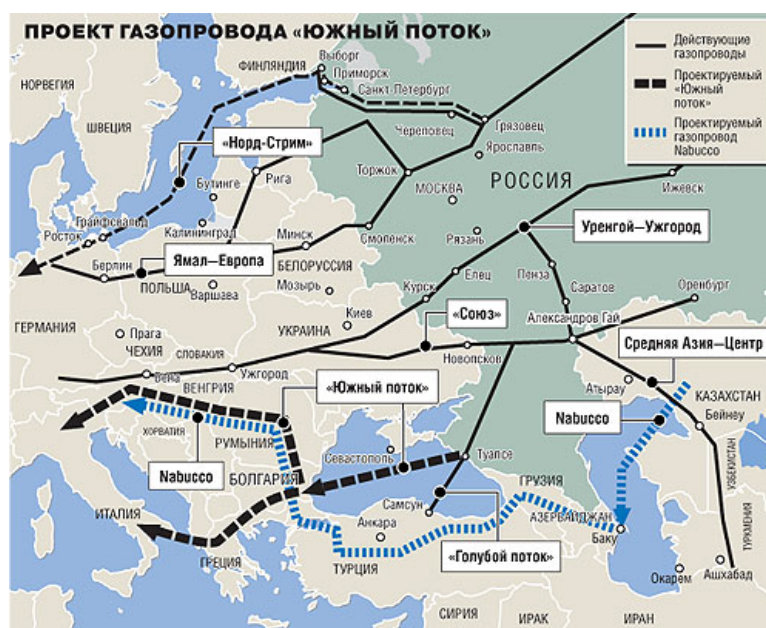 ПРОЕКТ ГАЗОПРОВОДА «ЮЖНЫЙ ПОТОК»
Действующие
газопроводы
Проектируемый
«Южный
поток»
Проектируемый
газопровод
Nabucco
НОРВЕГИЯ
ШВЕЦИЯ
ФИНЛЯНДИЯ
Выборг
Приморск
Санкт-Петербург
Череповец
Грязовец
Ярославль
«Норд-Стрим»
Бутинге
Рига
Торжок
МОСКВА
РОССИЯ
Ижевск
Грайфсвальд
Росток
Калининград
Минск
Смоленск
Рязань
Уренгой—Ужгород
Берлин
Ямал—Европа
БЕЛОРУССИЯ
ПОЛЬША
Варшава
Мозырь
Курск
Елец
Пенза
Саратов
Оренбург
ГЕРМАНИЯ
Прага
ЧЕХИЯ
Киев
УКРАИНА
«Союз»
Александров Гай
СЛОВАКИЯ
Новопсков
Средняя Азия—Центр
Вена
Ужгород
ВЕНГРИЯ
«Южный поток»
Атырау
КАЗАХСТАН
Бейнеу
Nabucco
ХОРВАТИЯ
РУМЫНИЯ
Севастополь
Туапсе
УЗБЕКИСТАН
Nabucco
БОЛГАРИЯ
Самсун
ГРУЗИЯ
ИТАЛИЯ
АЗЕРБАЙДЖАН
Баку
ТУРКМЕНИЯ
Анкара
ГРЕЦИЯ
ТУРЦИЯ
«Голубой поток»
Окарем
Ашхабад
СИРИЯ
ИРАК
ИРАН